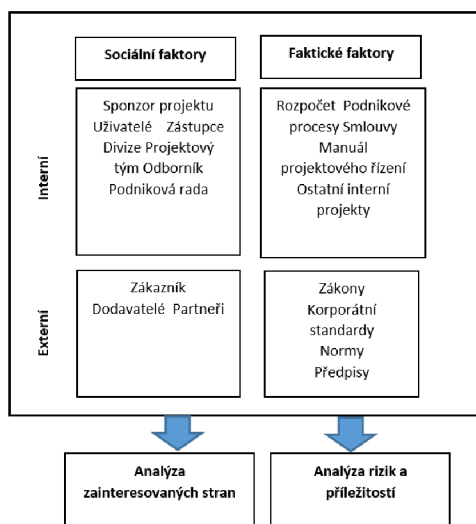 Sociální faktory
Faktické faktory
Interní
Sponzor projektu
Uživatelé Zástupce
Divize Projektový
tým Odborník
Podniková rada
Rozpočet Podnikové
procesy Smlouvy
Manuál
projektového řízení
Ostatní interní
projekty
Externí
Zákazník
Dodavatelé Partneři
Zákony
Korporátní
standardy
Normy
Předpisy
Analýza
zainteresovaných stran
Analýza rizik a
příležitostí